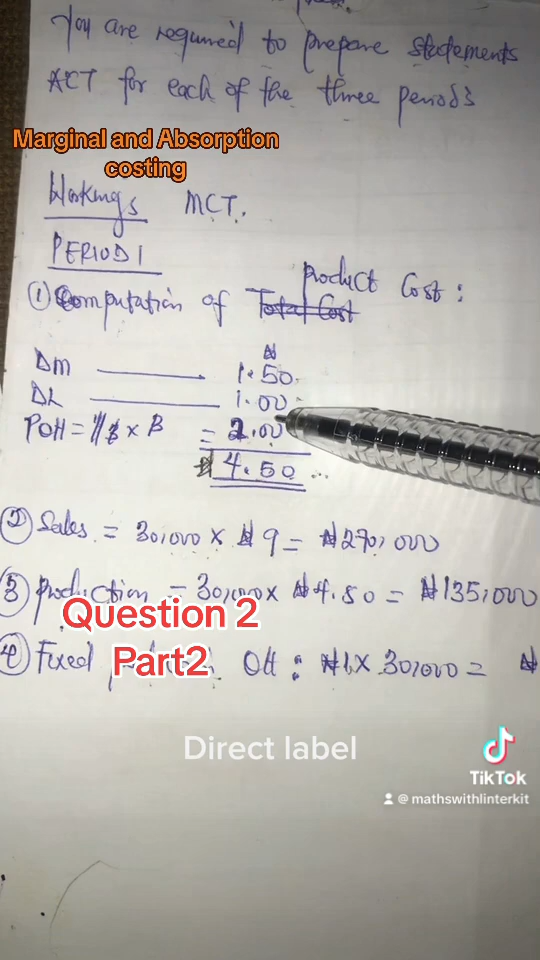 You are required to prepare statements
ACT for each of the three periods
Marginal and Absorption
costing
Workings MCT.
PERIOD 1
① Computation of Total Cost product Cost :
₦
DM 1.50
DL 1.00
POH = × B = 2.00
₦ 4.50
② Sales = 30,000 × ₦ 9 = ₦270,000
③ production = 30,000 × ₦4.50 = ₦135,000
Question 2
④ Fixed OH : × 30,000 = ₦
Part2
Direct label
TikTok
@mathswithlinterkit